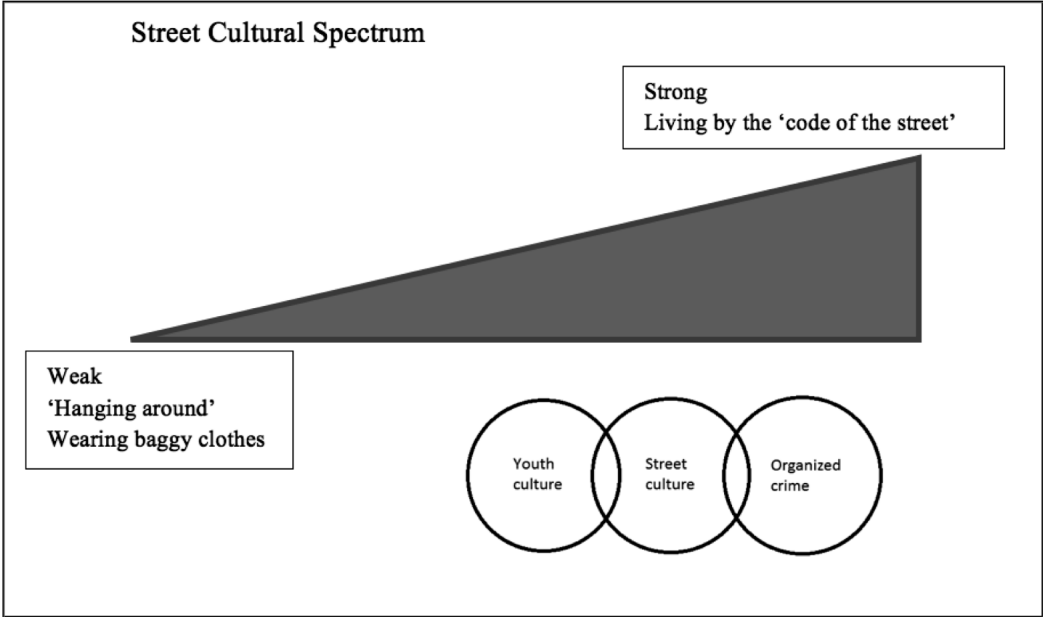 Street Cultural Spectrum
Strong
Living by the ‘code of the street’
Weak
‘Hanging around’
Wearing baggy clothes
Youth
culture
Street
culture
Organized
crime